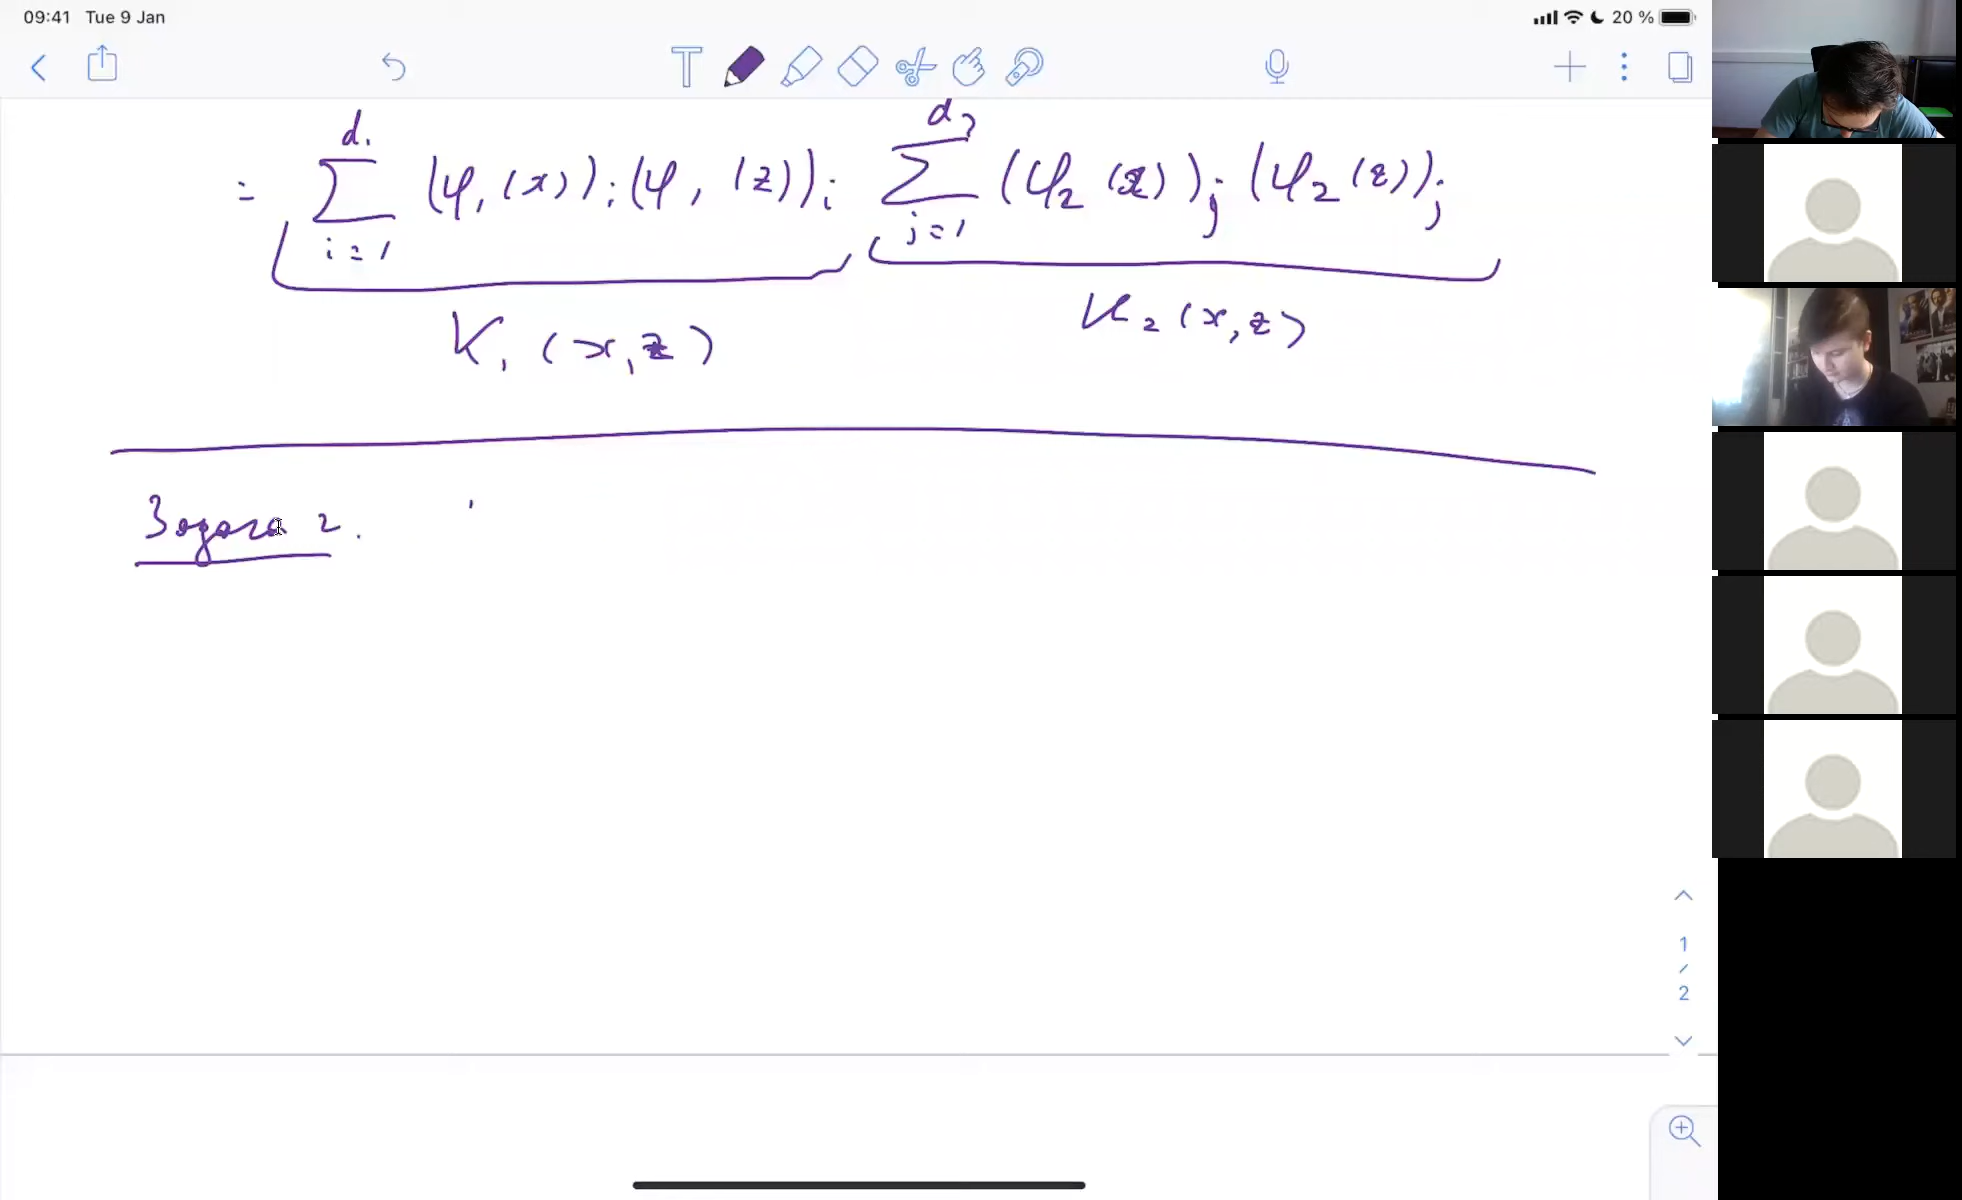 09:41 Tue 9 Jan 20 %
d₁ d₂
= ∑ (φ₁(x))ᵢ(φ₁(z))ᵢ ∑ (φ₂(x))ⱼ(φ₂(z))ⱼ
i=1 j=1
K₁(x,z) K₂(x,z)
Задача 2.
T
1
/
2